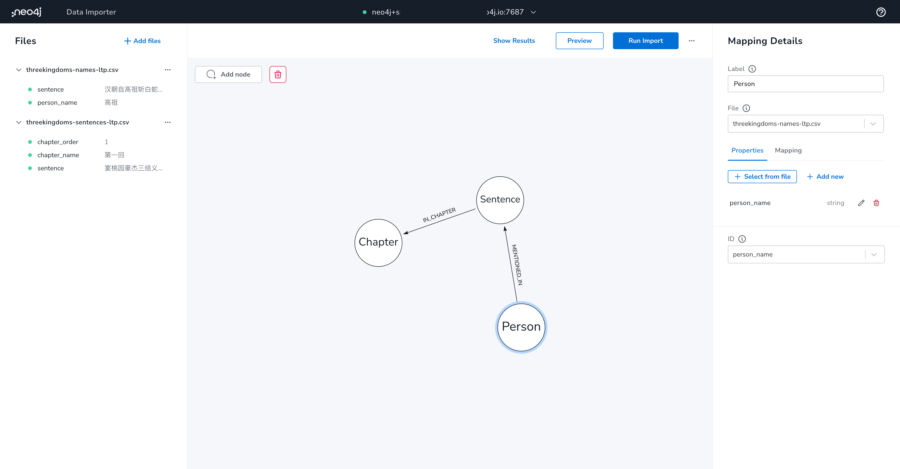 neo4j
Data Importer
neo4j+s
4j.io:7687
Files
Add files
threekingdoms-names-ltp.csv
sentence 汉朝自高祖斩白蛇...
person_name 高祖
threekingdoms-sentences-ltp.csv
chapter_order 1
chapter_name 第一回
sentence 宴桃园豪杰三结义...
Show Results
Preview
Run Import
Add node
Sentence
IN_CHAPTER
Chapter
MENTIONED_IN
Person
Mapping Details
Label
Person
File
threekingdoms-names-ltp.csv
Properties
Mapping
Select from file
Add new
person_name
string
ID
person_name